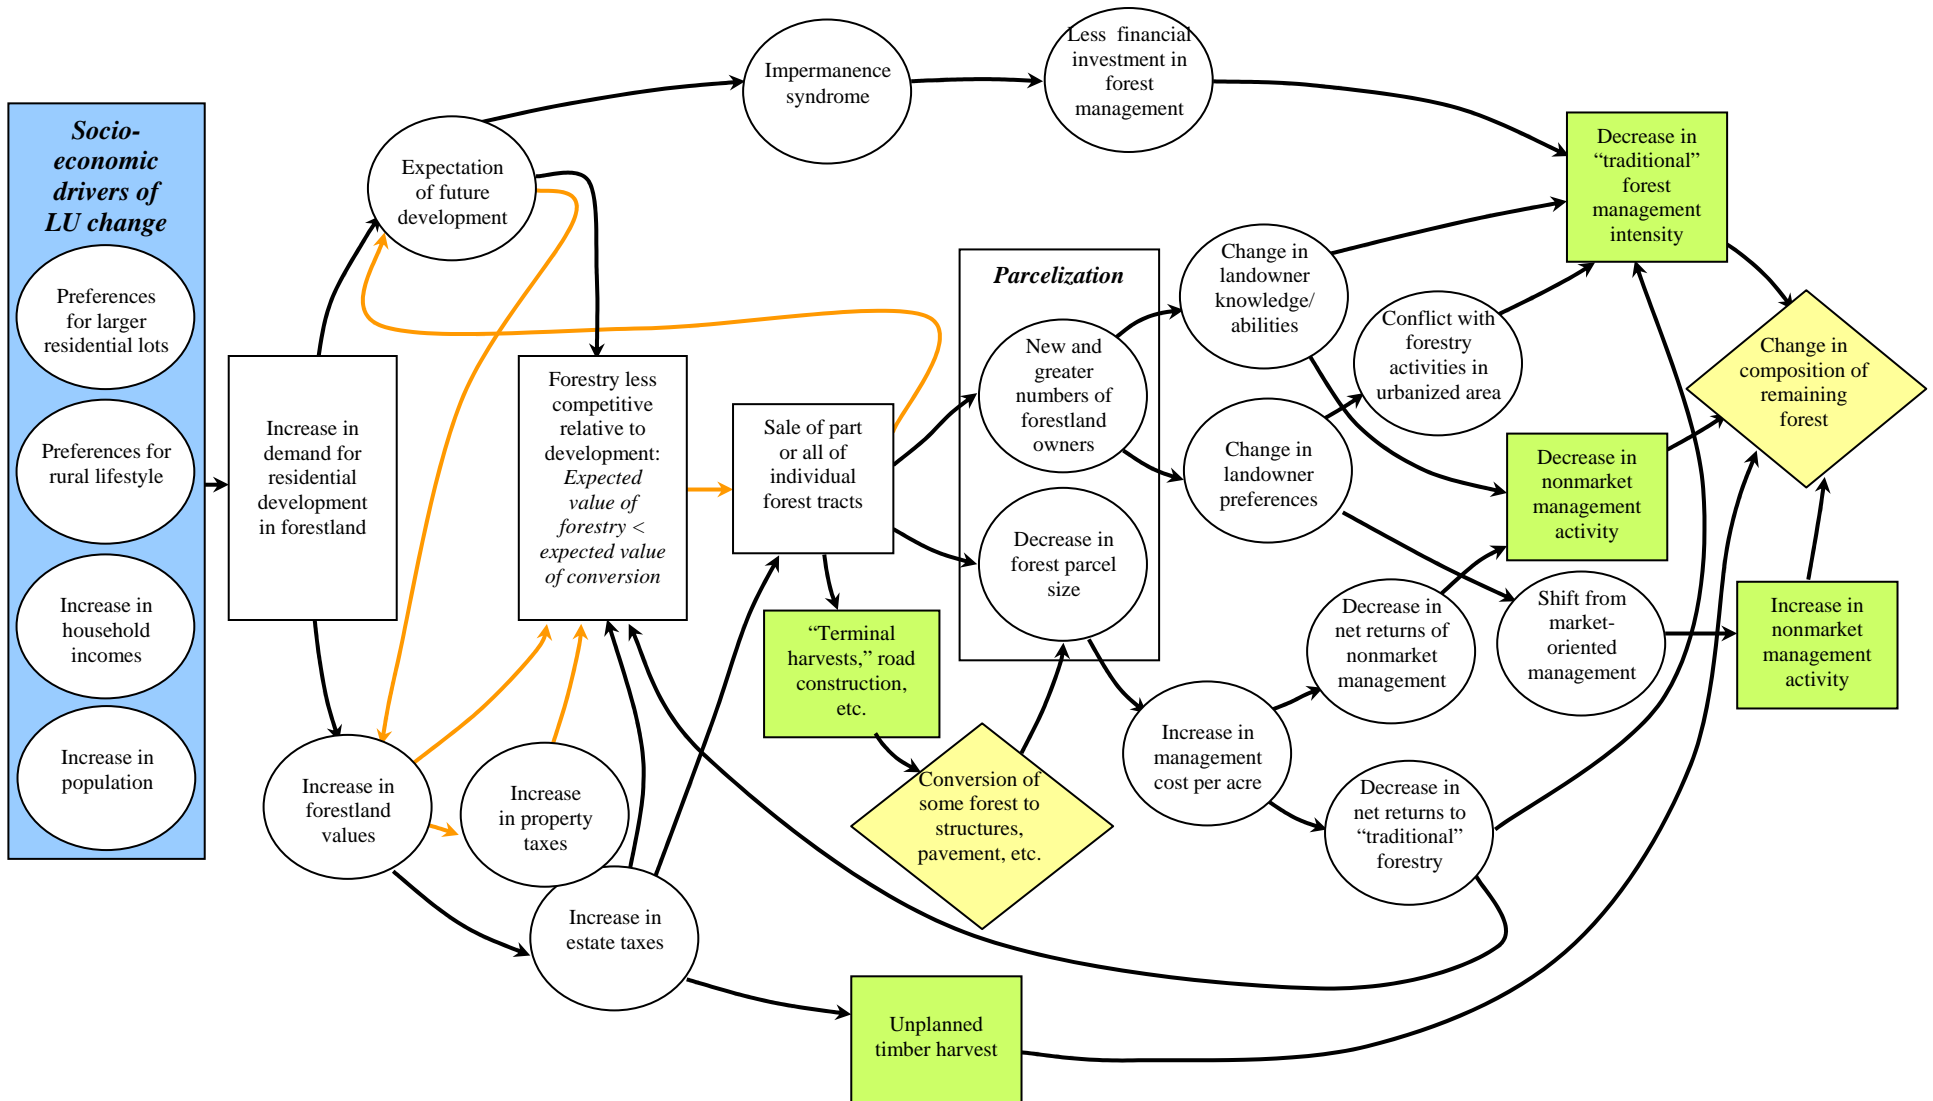 Socio-
economic
drivers of
LU change
Preferences
for larger
residential lots
Preferences for
rural lifestyle
Increase in
household
incomes
Increase in
population
Increase in
demand for
residential
development
in forestland
Expectation
of future
development
Impermanence
syndrome
Less financial
investment in
forest
management
Increase in
forestland
values
Increase
in property
taxes
Increase in
estate taxes
Forestry less
competitive
relative to
development:
Expected
value of
forestry <
expected value
of conversion
Sale of part
or all of
individual
forest tracts
“Terminal
harvests,” road
construction,
etc.
Conversion of
some forest to
structures,
pavement, etc.
Unplanned
timber harvest
Parcelization
New and
greater
numbers of
forestland
owners
Decrease in
forest parcel
size
Change in
landowner
knowledge/
abilities
Change in
landowner
preferences
Increase in
management
cost per acre
Conflict with
forestry
activities in
urbanized area
Decrease in
net returns of
nonmarket
management
Decrease in
net returns to
“traditional”
forestry
Shift from
market-
oriented
management
Decrease in
“traditional”
forest
management
intensity
Decrease in
nonmarket
management
activity
Increase in
nonmarket
management
activity
Change in
composition of
remaining
forest